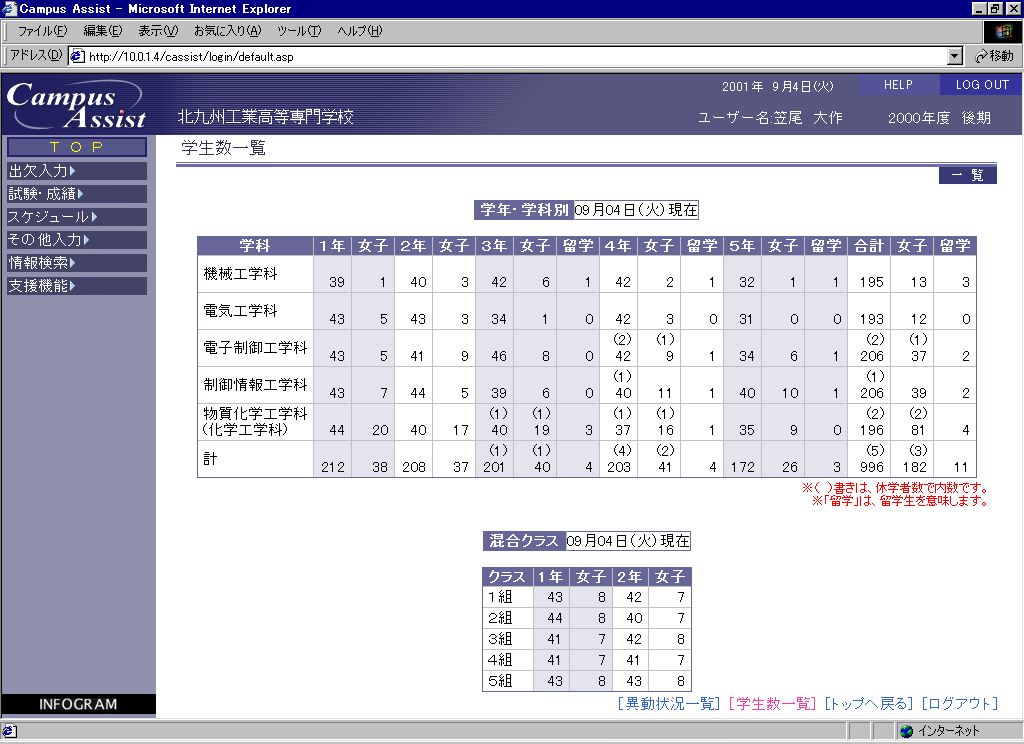 Campus Assist - Microsoft Internet Explorer
ファイル(F) 編集(E) 表示(V) お気に入り(A) ツール(T) ヘルプ(H)
アドレス(D) http://10.0.1.4/cassist/login/default.asp 移動
Campus Assist
2001年 9月4日(火) HELP LOG OUT
北九州工業高等専門学校 ユーザー名:笠尾 大作 2000年度 後期
TOP
出欠入力
試験・成績
スケジュール
その他入力
情報検索
支援機能
INFOGRAM
学生数一覧
一 覧
学年・学科別 09月04日(火)現在
学科 1年 女子 2年 女子 3年 女子 留学 4年 女子 留学 5年 女子 留学 合計 女子 留学
機械工学科 39 1 40 3 42 6 1 42 2 1 32 1 1 195 13 3
電気工学科 43 5 43 3 34 1 0 42 3 0 31 0 0 193 12 0
(2) (1) (2) (1)
電子制御工学科 43 5 41 9 46 8 0 42 9 1 34 6 1 206 37 2
(1) (1)
制御情報工学科 43 7 44 5 39 6 0 40 11 1 40 10 1 206 39 2
物質化学工学科 (1) (1) (1) (1) (2) (2)
(化学工学科) 44 20 40 17 40 19 3 37 16 1 35 9 0 196 81 4
(1) (1) (4) (2) (5) (3)
計 212 38 208 37 201 40 4 203 41 4 172 26 3 996 182 11
※( )書きは、休学者数で内数です。
※「留学」は、留学生を意味します。
混合クラス 09月04日(火)現在
クラス 1年 女子 2年 女子
1組 43 8 42 7
2組 44 8 40 7
3組 41 7 42 8
4組 41 7 41 7
5組 43 8 43 8
[異動状況一覧] [学生数一覧] [トップへ戻る] [ログアウト]
インターネット